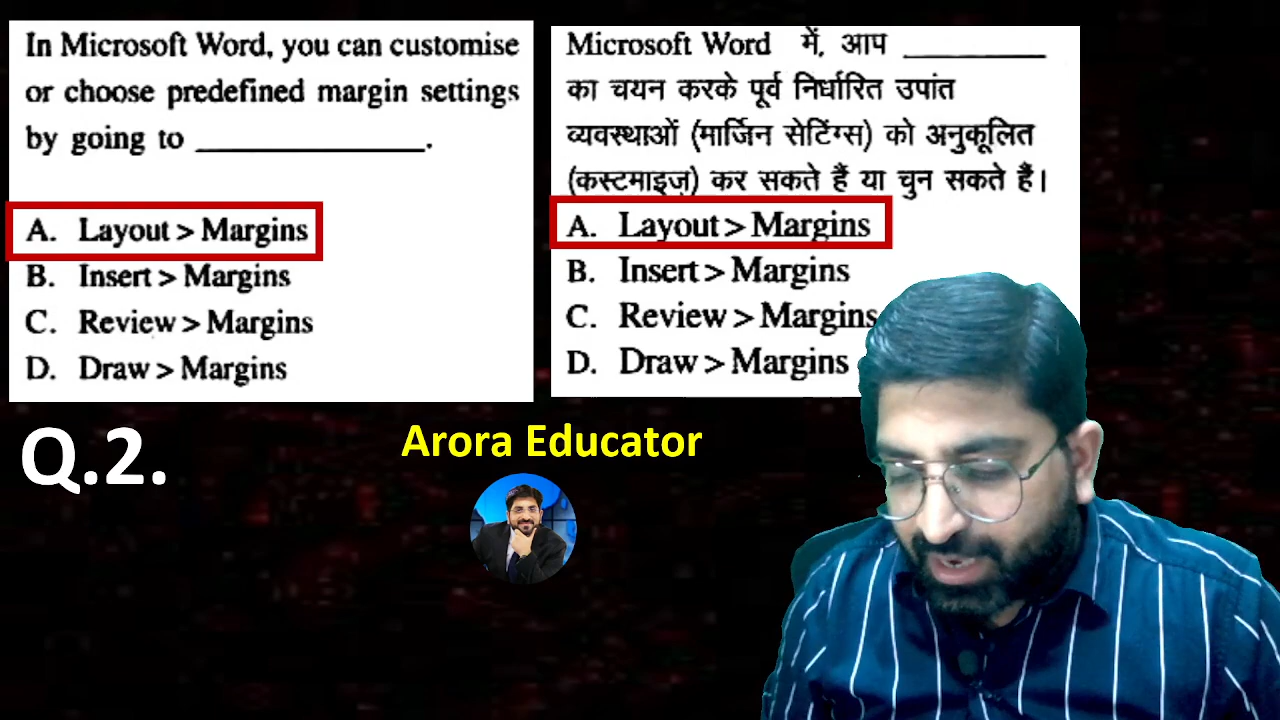 In Microsoft Word, you can customise
or choose predefined margin settings
by going to ______________.
A. Layout > Margins
B. Insert > Margins
C. Review > Margins
D. Draw > Margins
Microsoft Word में, आप _________
का चयन करके पूर्व निर्धारित उपांत
व्यवस्थाओं (मार्जिन सेटिंग्स) को अनुकूलित
(कस्टमाइज़) कर सकते हैं या चुन सकते हैं।
A. Layout > Margins
B. Insert > Margins
C. Review > Margins
D. Draw > Margins
Q.2.
Arora Educator